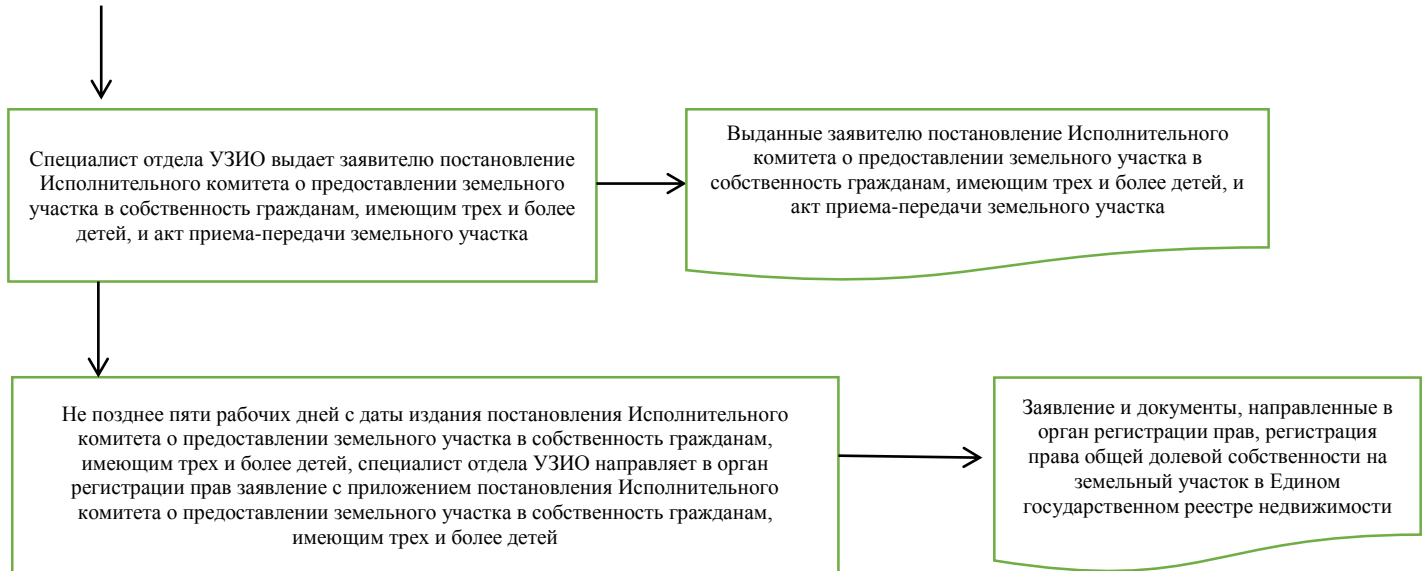 Специалист отдела УЗИО выдает заявителю постановление
Исполнительного комитета о предоставлении земельного
участка в собственность гражданам, имеющим трех и более
детей, и акт приема-передачи земельного участка
Выданные заявителю постановление Исполнительного
комитета о предоставлении земельного участка в
собственность гражданам, имеющим трех и более детей, и
акт приема-передачи земельного участка
Не позднее пяти рабочих дней с даты издания постановления Исполнительного
комитета о предоставлении земельного участка в собственность гражданам,
имеющим трех и более детей, специалист отдела УЗИО направляет в орган
регистрации прав заявление с приложением постановления Исполнительного
комитета о предоставлении земельного участка в собственность гражданам,
имеющим трех и более детей
Заявление и документы, направленные в
орган регистрации прав, регистрация
права общей долевой собственности на
земельный участок в Едином
государственном реестре недвижимости